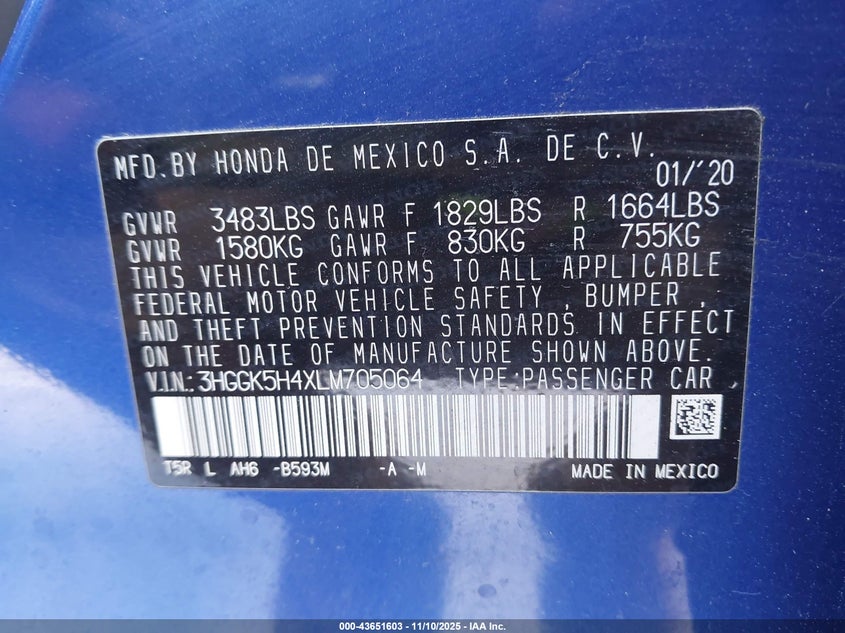 MFD.BY HONDA DE MEXICO S.A. DE C.V.
01/'20
GVWR 3483LBS GAWR F 1829LBS R 1664LBS
GVWR 1580KG GAWR F 830KG R 755KG
THIS VEHICLE CONFORMS TO ALL APPLICABLE
FEDERAL MOTOR VEHICLE SAFETY , BUMPER ,
AND THEFT PREVENTION STANDARDS IN EFFECT
ON THE DATE OF MANUFACTURE SHOWN ABOVE.
V.I.N.: 3HGGK5H4XLM705064 TYPE:PASSENGER CAR
T5R L AH6 -B593M -A -M MADE IN MEXICO
000-43651603 — 11/10/2025 — IAA Inc.